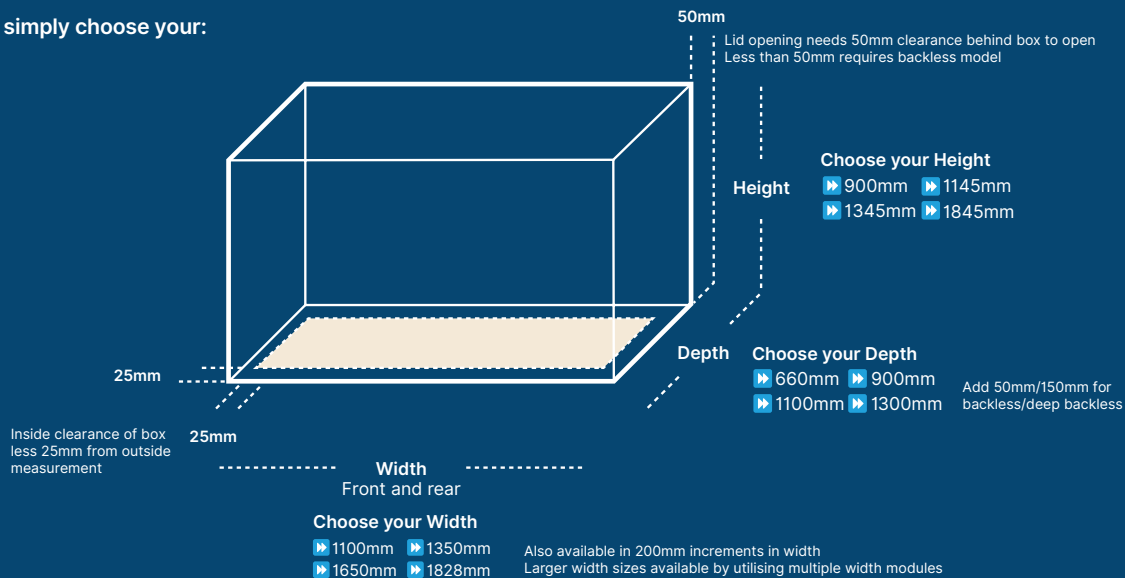 simply choose your:
50mm
Lid opening needs 50mm clearance behind box to open
Less than 50mm requires backless model
Height
Choose your Height
900mm 1145mm
1345mm 1845mm
Depth
Choose your Depth
660mm 900mm
1100mm 1300mm
Add 50mm/150mm for
backless/deep backless
25mm
25mm
Inside clearance of box
less 25mm from outside
measurement
Width
Front and rear
Choose your Width
1100mm 1350mm
1650mm 1828mm
Also available in 200mm increments in width
Larger width sizes available by utilising multiple width modules